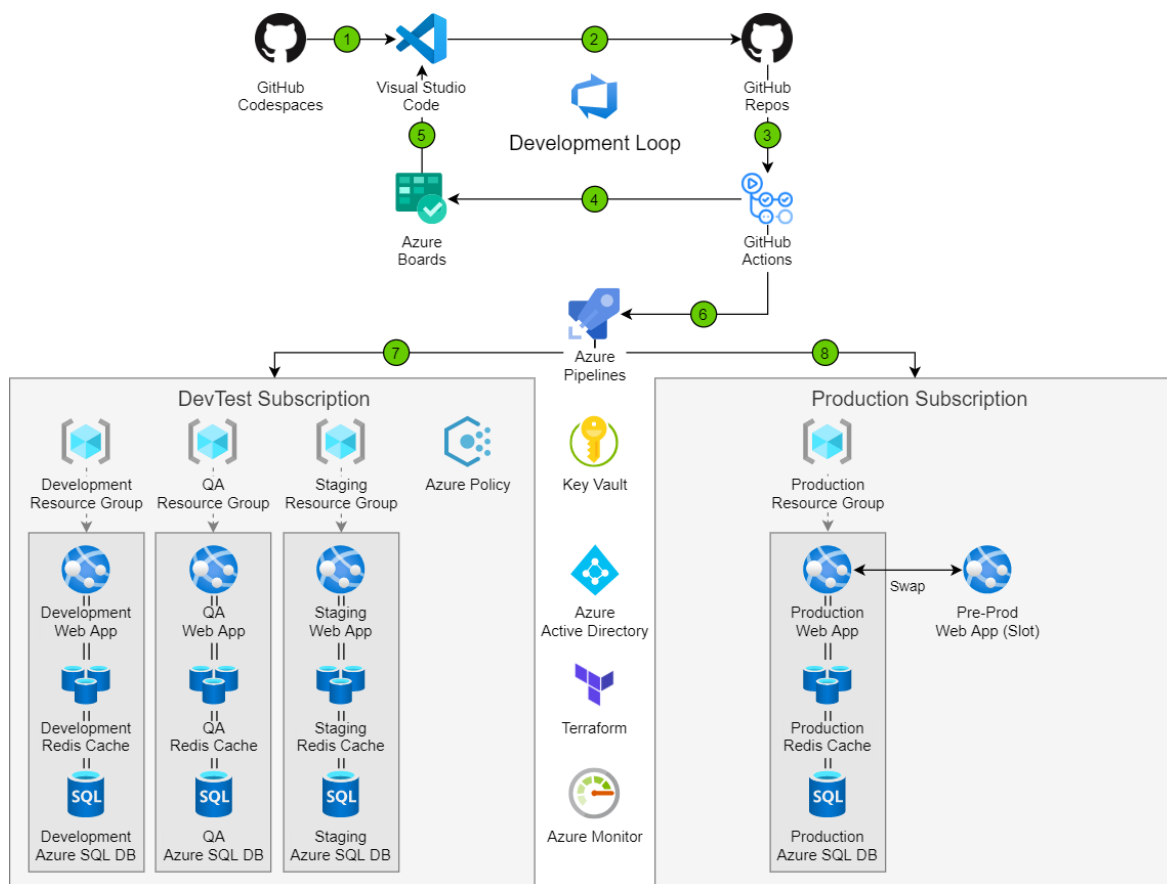 1
2
GitHub
Codespaces
Visual Studio
Code
GitHub
Repos
5
Development Loop
3
4
Azure
Boards
GitHub
Actions
6
7
Azure
Pipelines
8
DevTest Subscription
Production Subscription
Development
Resource Group
QA
Resource Group
Staging
Resource Group
Azure Policy
Key Vault
Production
Resource Group
Development
Web App
QA
Web App
Staging
Web App
Azure
Active Directory
Production
Web App
Swap
Pre-Prod
Web App (Slot)
Development
Redis Cache
QA
Redis Cache
Staging
Redis Cache
Terraform
Production
Redis Cache
SQL
SQL
SQL
SQL
Development
Azure SQL DB
QA
Azure SQL DB
Staging
Azure SQL DB
Azure Monitor
Production
Azure SQL DB